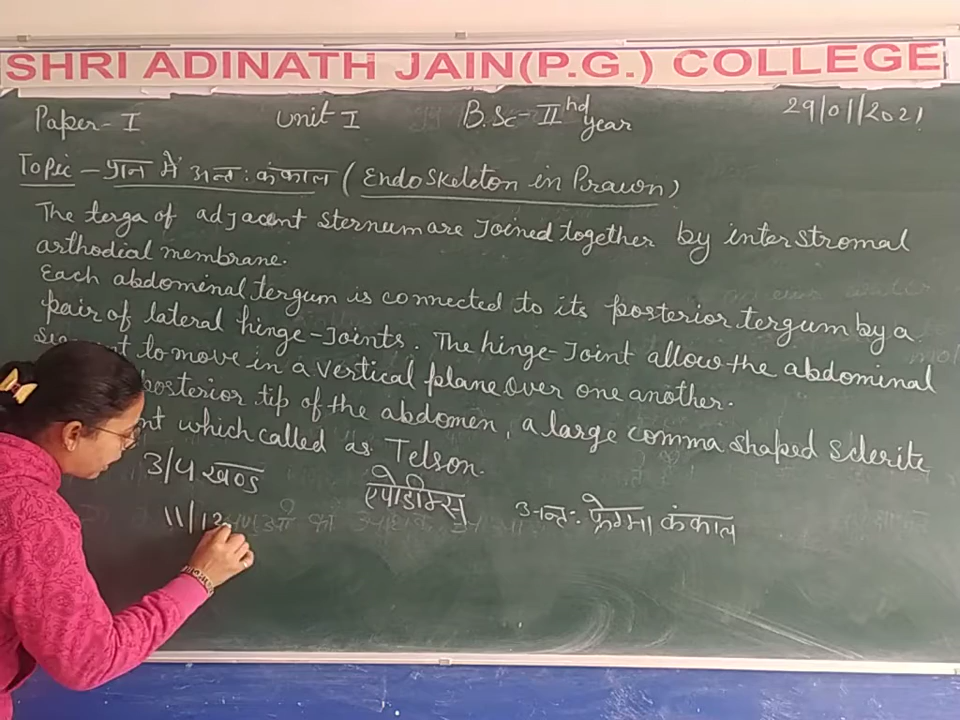 SHRI ADINATH JAIN(P.G.) COLLEGE
Paper-I Unit I B.Sc-IInd year 29/01/2021
Topic - प्रान में अन्त: कंकाल (Endoskeleton in Prawn)
The terga of adjacent sternum are Joined together by interstromal
arthodial membrane.
Each abdominal tergum is connected to its posterior tergum by a
pair of lateral hinge-Joints. The hinge-Joint allow the abdominal
to move in a vertical plane over one another.
posterior tip of the abdomen, a large comma shaped Sclerite
which called as Telson.
3/4 खण्ड एपोडीम्स अन्त: फ्रेग्मा कंकाल
11/12